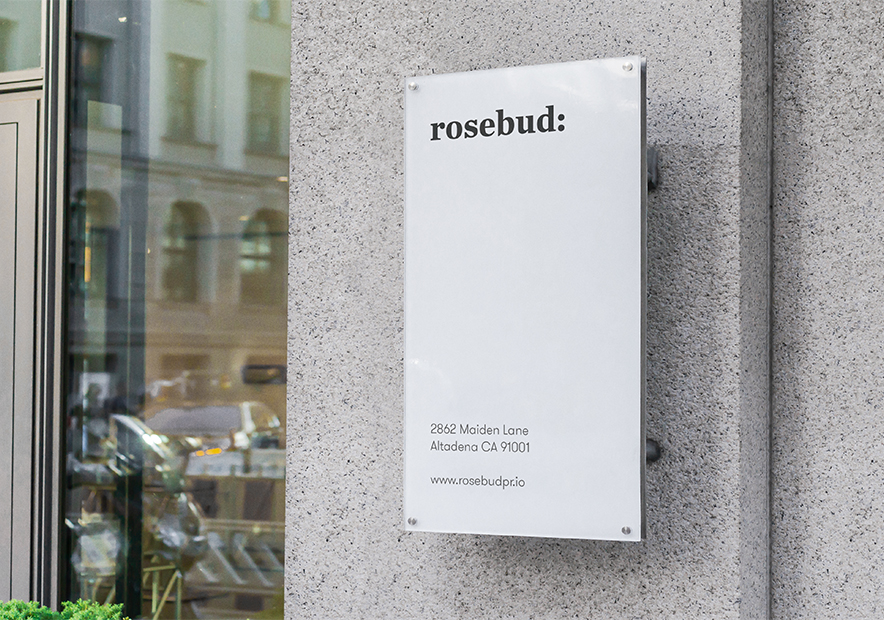 rosebud:
2862 Maiden Lane
Altadena CA 91001
www.rosebudpr.io